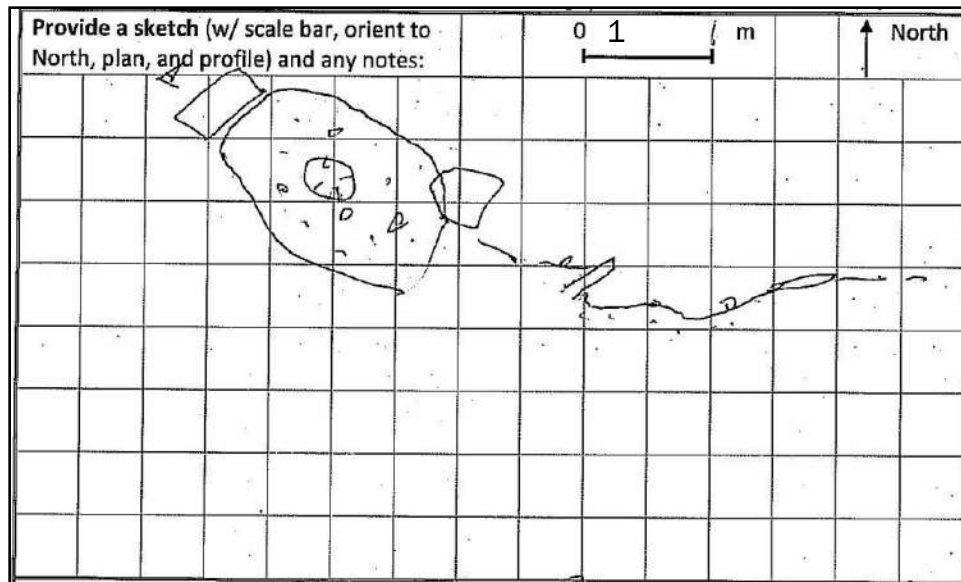 Provide a sketch (w/ scale bar, orient to
North, plan, and profile) and any notes:
0 1 m
North